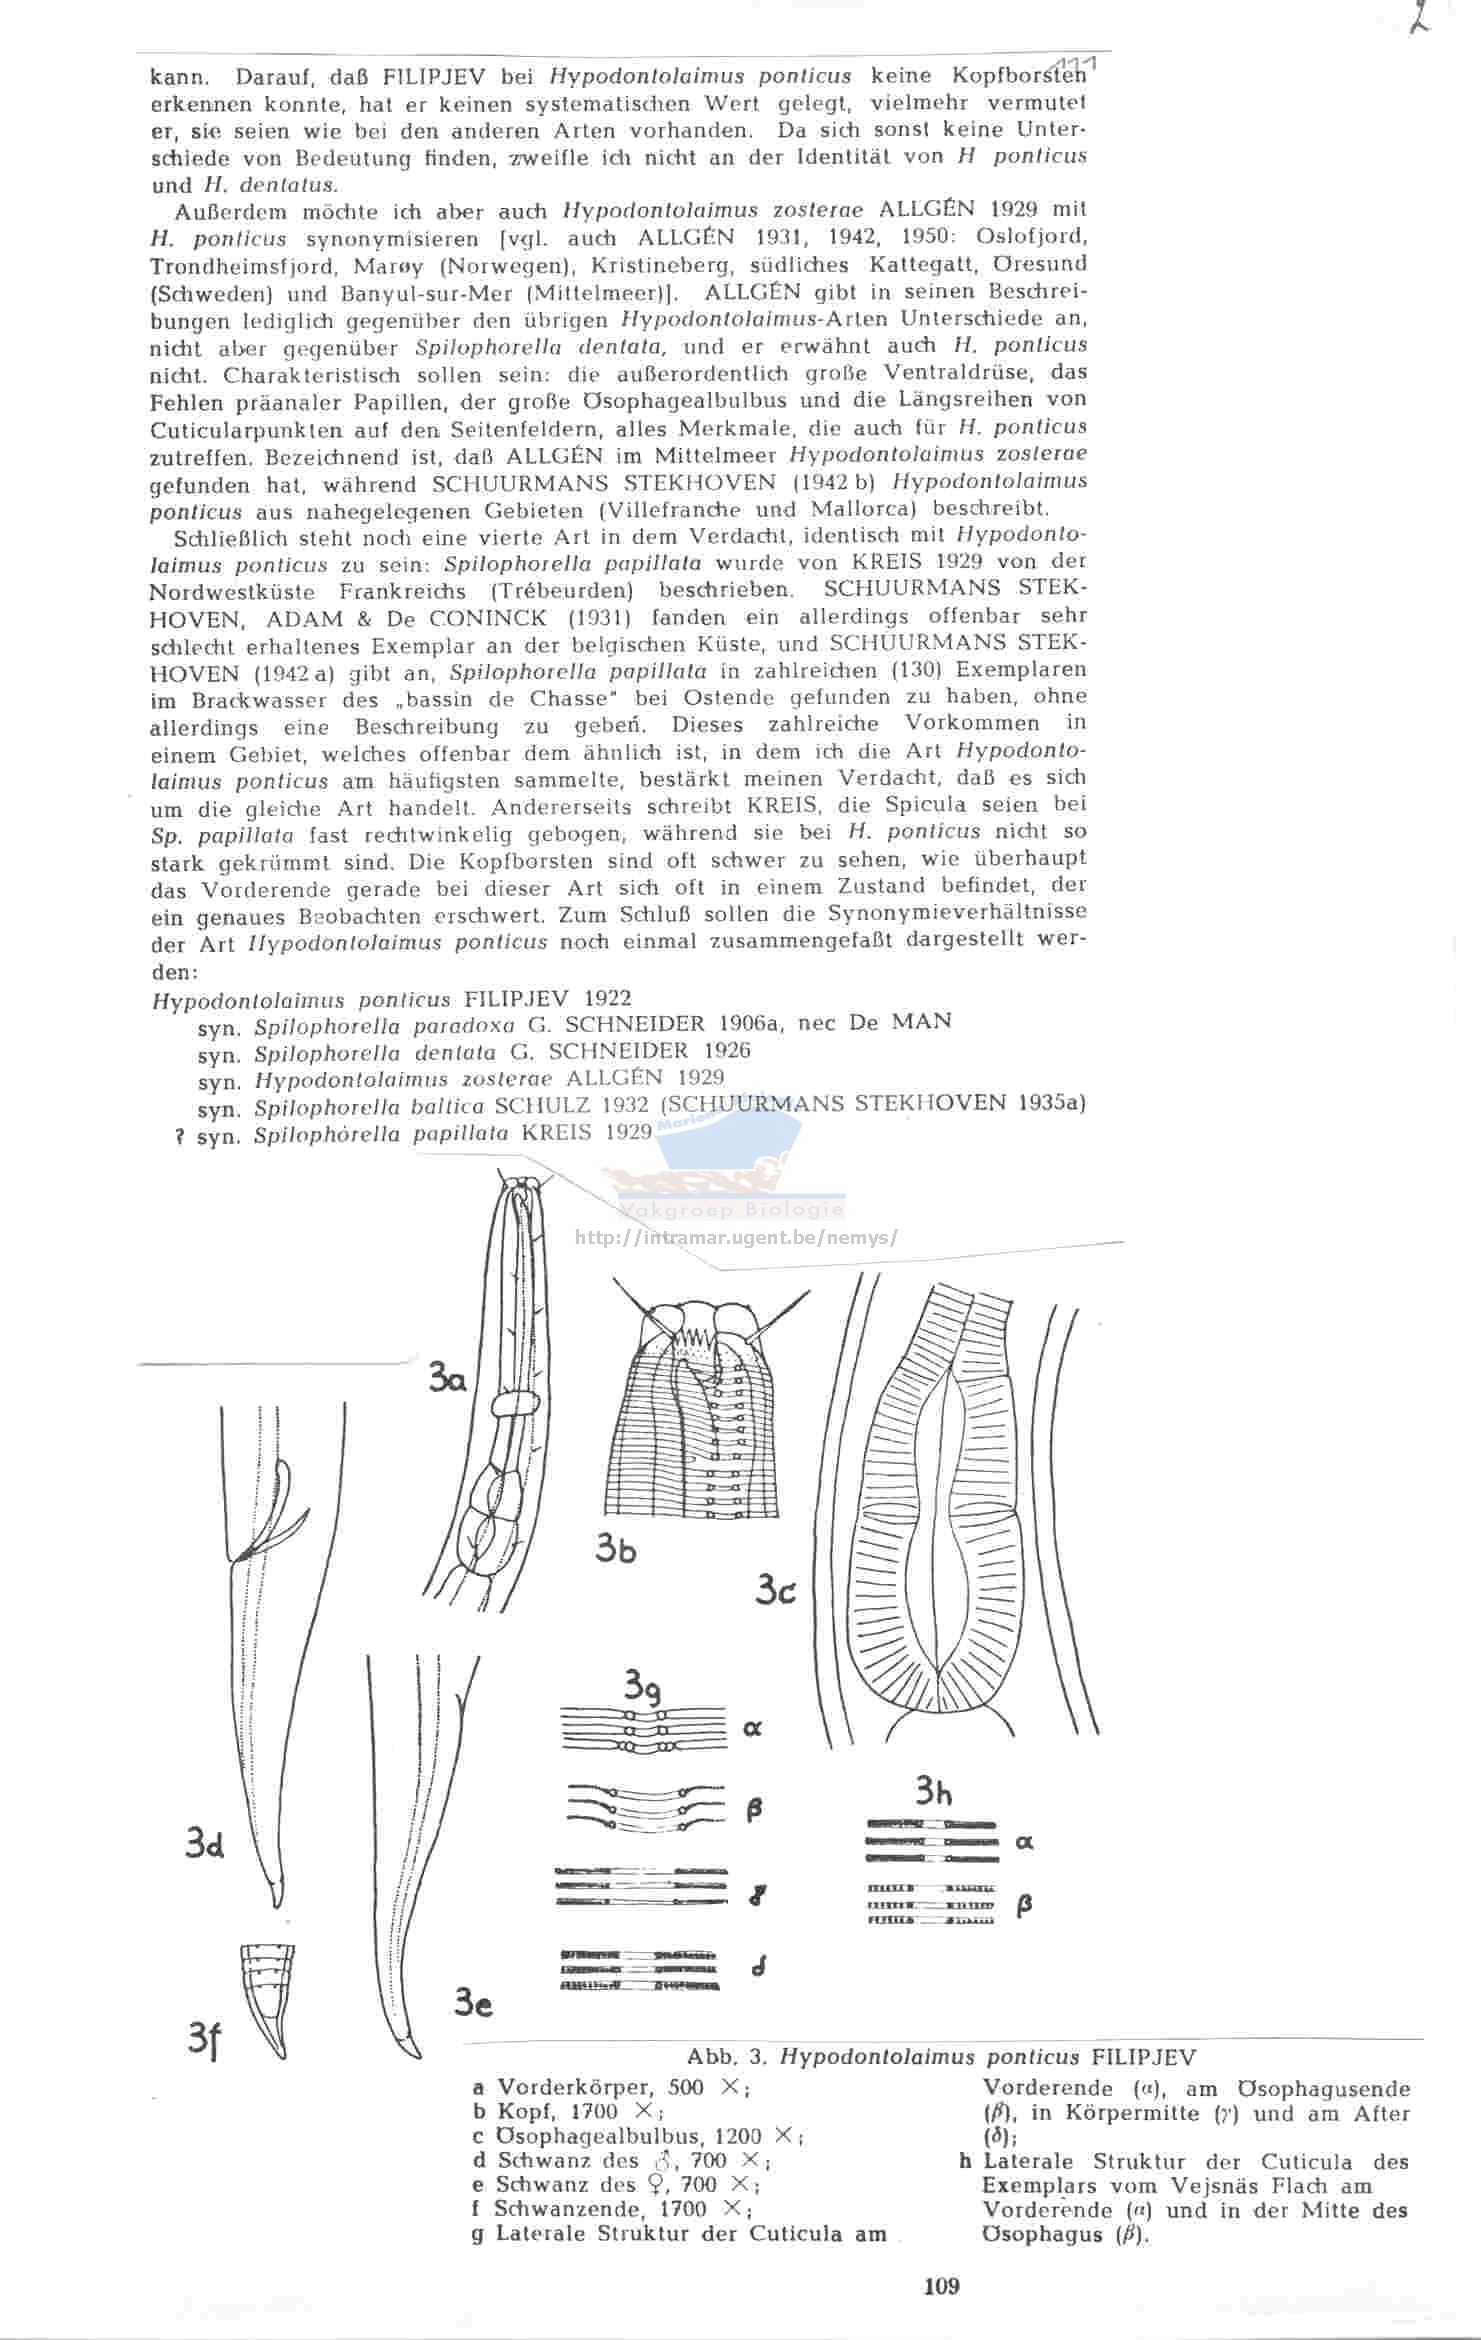 2
111
kann. Darauf, daß FILIPJEV bei Hypodontolaimus ponticus keine Kopfborsten
erkennen konnte, hat er keinen systematischen Wert gelegt, vielmehr vermutet
er, sie seien wie bei den anderen Arten vorhanden. Da sich sonst keine Unter-
schiede von Bedeutung finden, zweifle ich nicht an der Identität von H ponticus
und H. dentatus.
Außerdem möchte ich aber auch Hypodontolaimus zosterae ALLGÉN 1929 mit
H. ponticus synonymisieren [vgl. auch ALLGÉN 1931, 1942, 1950: Oslofjord,
Trondheimsfjord, Marøy (Norwegen), Kristineberg, südliches Kattegatt, Öresund
(Schweden) und Banyul-sur-Mer (Mittelmeer)]. ALLGÉN gibt in seinen Beschrei-
bungen lediglich gegenüber den übrigen Hypodontolaimus-Arten Unterschiede an,
nicht aber gegenüber Spilophorella dentata, und er erwähnt auch H. ponticus
nicht. Charakteristisch sollen sein: die außerordentlich große Ventraldrüse, das
Fehlen präanaler Papillen, der große Ösophagealbulbus und die Längsreihen von
Cuticularpunkten auf den Seitenfeldern, alles Merkmale, die auch für H. ponticus
zutreffen. Bezeichnend ist, daß ALLGÉN im Mittelmeer Hypodontolaimus zosterae
gefunden hat, während SCHUURMANS STEKHOVEN (1942 b) Hypodontolaimus
ponticus aus nahegelegenen Gebieten (Villefranche und Mallorca) beschreibt.
Schließlich steht noch eine vierte Art in dem Verdacht, identisch mit Hypodonto-
laimus ponticus zu sein: Spilophorella papillata wurde von KREIS 1929 von der
Nordwestküste Frankreichs (Trébeurden) beschrieben. SCHUURMANS STEK-
HOVEN, ADAM & De CONINCK (1931) fanden ein allerdings offenbar sehr
schlecht erhaltenes Exemplar an der belgischen Küste, und SCHUURMANS STEK-
HOVEN (1942 a) gibt an, Spilophorella papillata in zahlreichen (130) Exemplaren
im Brackwasser des „bassin de Chasse" bei Ostende gefunden zu haben, ohne
allerdings eine Beschreibung zu geben. Dieses zahlreiche Vorkommen in
einem Gebiet, welches offenbar dem ähnlich ist, in dem ich die Art Hypodonto-
laimus ponticus am häufigsten sammelte, bestärkt meinen Verdacht, daß es sich
um die gleiche Art handelt. Andererseits schreibt KREIS, die Spicula seien bei
Sp. papillata fast rechtwinkelig gebogen, während sie bei H. ponticus nicht so
stark gekrümmt sind. Die Kopfborsten sind oft schwer zu sehen, wie überhaupt
das Vorderende gerade bei dieser Art sich oft in einem Zustand befindet, der
ein genaues Beobachten erschwert. Zum Schluß sollen die Synonymieverhältnisse
der Art Hypodontolaimus ponticus noch einmal zusammengefaßt dargestellt wer-
den:
Hypodontolaimus ponticus FILIPJEV 1922
syn. Spilophorella paradoxa G. SCHNEIDER 1906a, nec De MAN
syn. Spilophorella dentata G. SCHNEIDER 1926
syn. Hypodontolaimus zosterae ALLGÉN 1929
syn. Spilophorella baltica SCHULZ 1932 (SCHUURMANS STEKHOVEN 1935a)
? syn. Spilophorella papillata KREIS 1929
Vakgroep Biologie
http://intramar.ugent.be/nemys/
3a
3b
3c
3g
α
β
γ
δ
3h
α
β
3d
3e
3f
Abb. 3. Hypodontolaimus ponticus FILIPJEV
a Vorderkörper, 500 ×;
b Kopf, 1700 ×;
c Ösophagealbulbus, 1200 ×;
d Schwanz des ♂, 700 ×;
e Schwanz des ♀, 700 ×;
f Schwanzende, 1700 ×;
g Laterale Struktur der Cuticula am
Vorderende (α), am Ösophagusende
(β), in Körpermitte (γ) und am After
(δ);
h Laterale Struktur der Cuticula des
Exemplars vom Vejsnäs Flach am
Vorderende (α) und in der Mitte des
Ösophagus (β).
109